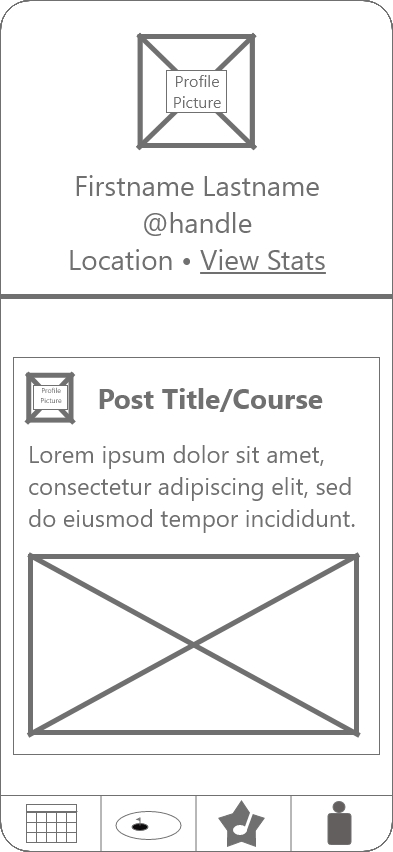 Profile
Picture
Firstname Lastname
@handle
Location • View Stats
Profile
Picture
Post Title/Course
Lorem ipsum dolor sit amet,
consectetur adipiscing elit, sed
do eiusmod tempor incididunt.